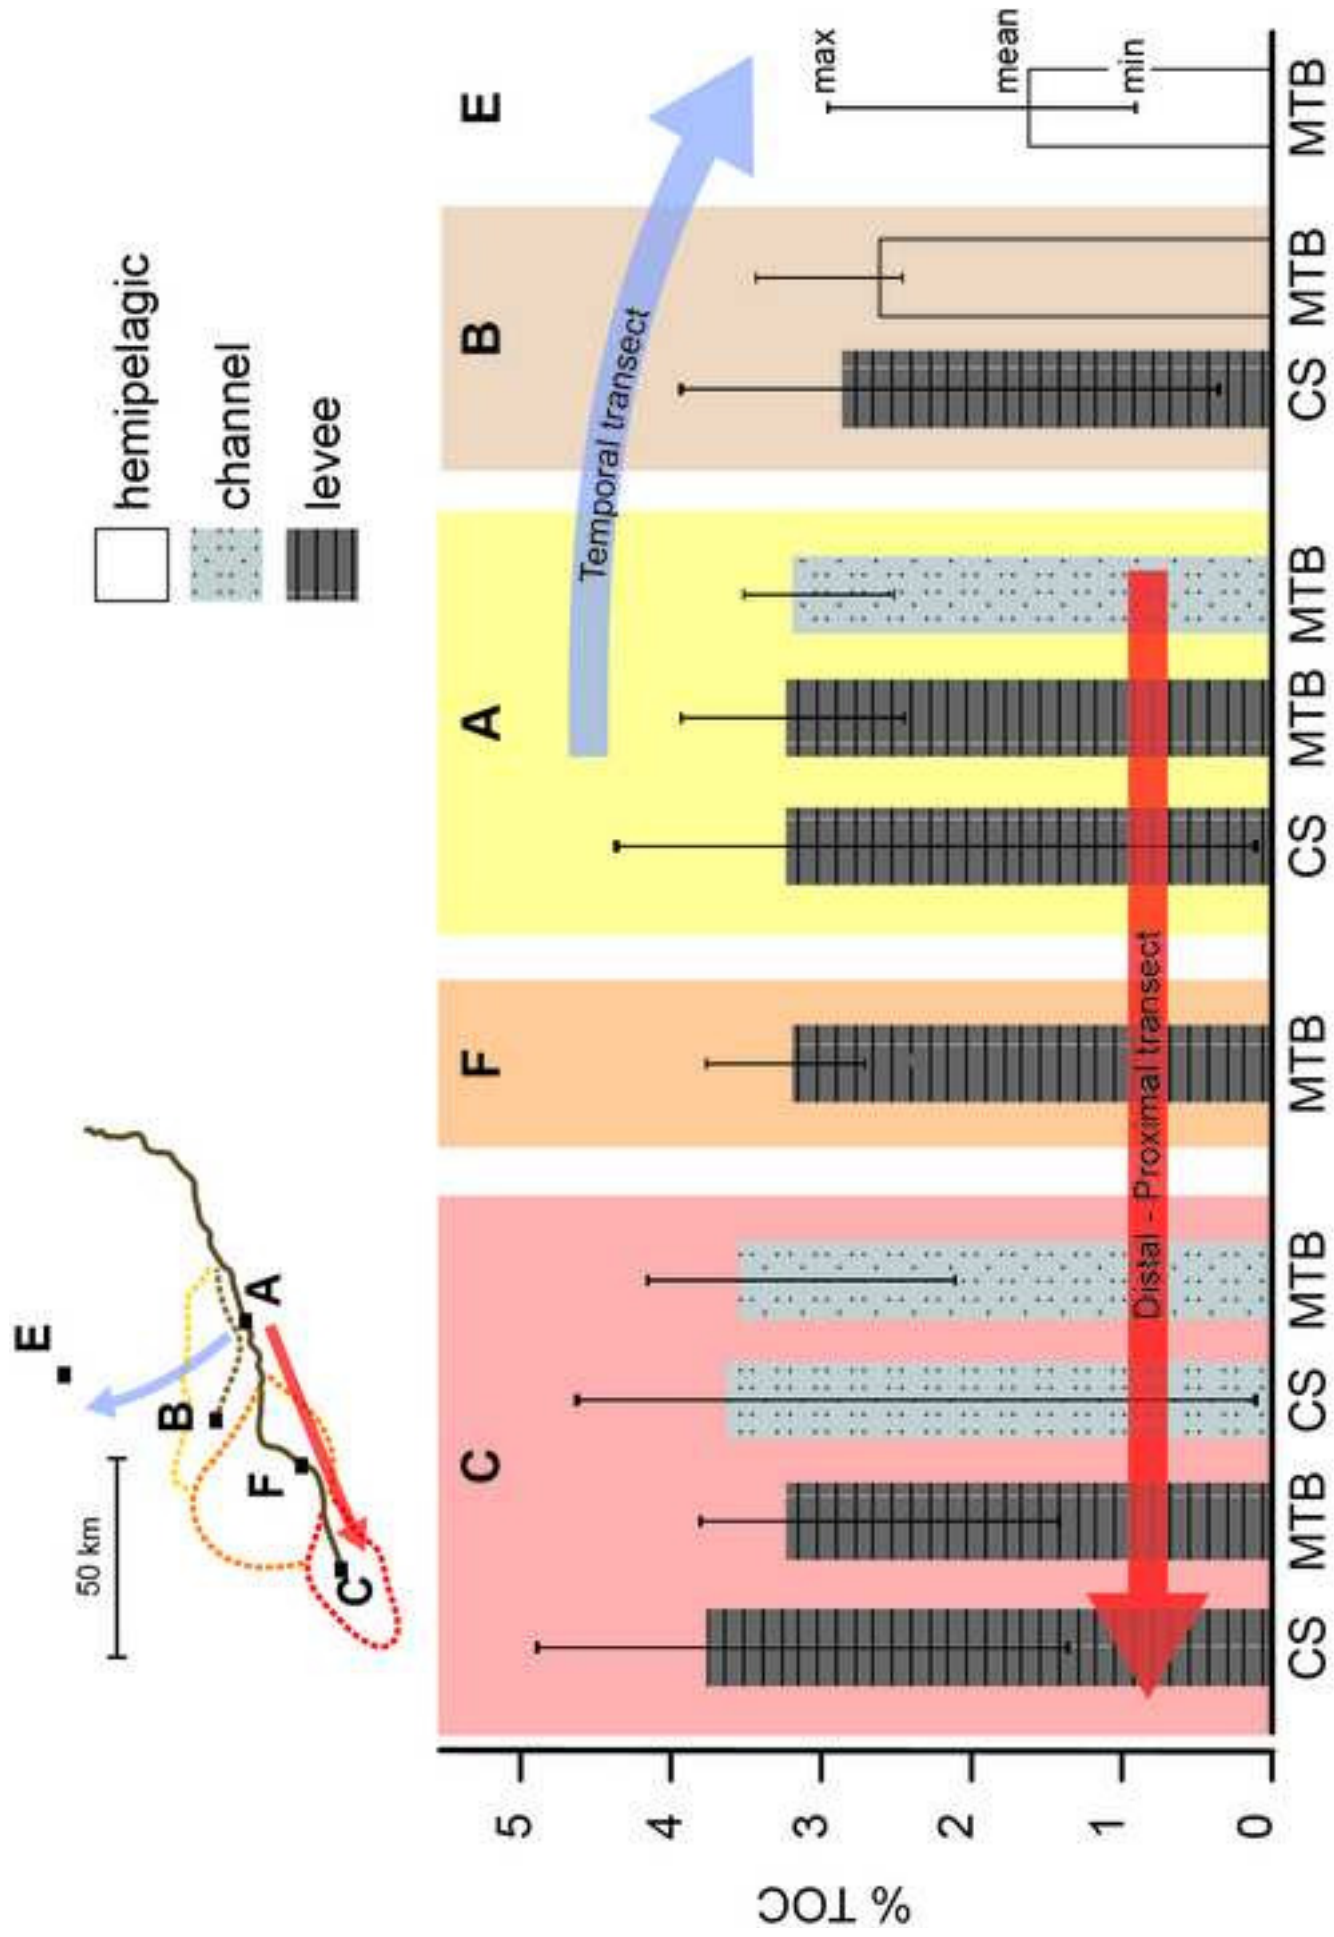 E
50 km
B
A
F
C
hemipelagic
channel
levee
% TOC
5
4
3
2
1
0
C
F
A
B
E
Temporal transect
max
mean
min
Distal - Proximal transect
CS
MTB
CS
MTB
MTB
CS
MTB
MTB
CS
MTB
MTB